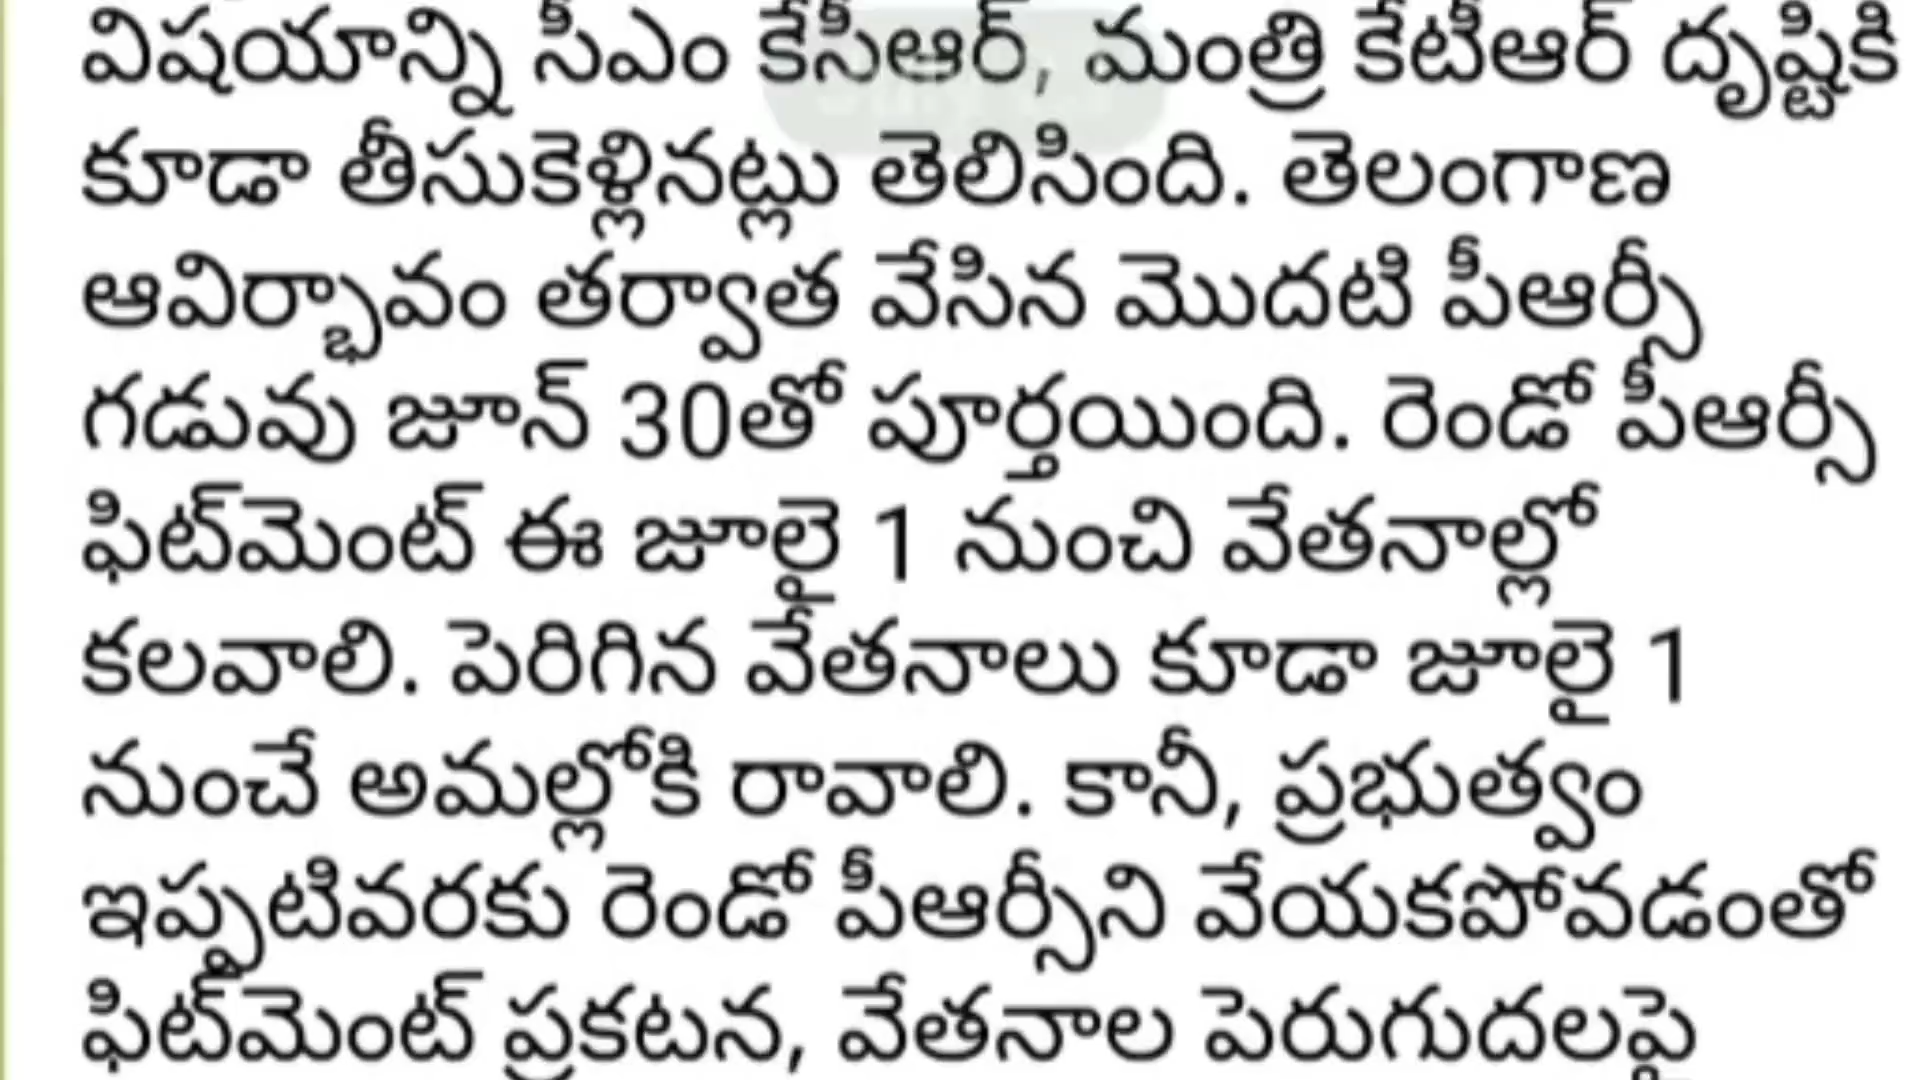 విషయాన్ని సీఎం కేసీఆర్, మంత్రి కేటీఆర్ దృష్టికి
కూడా తీసుకెళ్లినట్లు తెలిసింది. తెలంగాణ
ఆవిర్భావం తర్వాత వేసిన మొదటి పీఆర్సీ
గడువు జూన్ 30తో పూర్తయింది. రెండో పీఆర్సీ
ఫిట్‌మెంట్ ఈ జూలై 1 నుంచి వేతనాల్లో
కలవాలి. పెరిగిన వేతనాలు కూడా జూలై 1
నుంచే అమల్లోకి రావాలి. కానీ, ప్రభుత్వం
ఇప్పటివరకు రెండో పీఆర్సీని వేయకపోవడంతో
ఫిట్‌మెంట్ ప్రకటన, వేతనాల పెరుగుదలపై